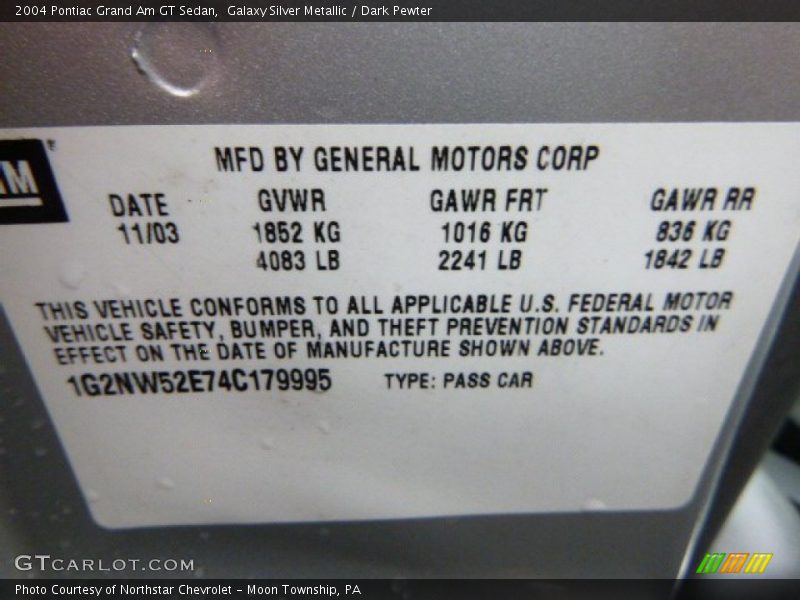 2004 Pontiac Grand Am GT Sedan,  Galaxy Silver Metallic / Dark Pewter
GM
MFD BY GENERAL MOTORS CORP
DATE GVWR GAWR FRT GAWR RR
11/03 1852 KG 1016 KG 836 KG
4083 LB 2241 LB 1842 LB
THIS VEHICLE CONFORMS TO ALL APPLICABLE U.S. FEDERAL MOTOR
VEHICLE SAFETY, BUMPER, AND THEFT PREVENTION STANDARDS IN
EFFECT ON THE DATE OF MANUFACTURE SHOWN ABOVE.
1G2NW52E74C179995 TYPE: PASS CAR
GTCARLOT.COM
Photo Courtesy of Northstar Chevrolet - Moon Township, PA